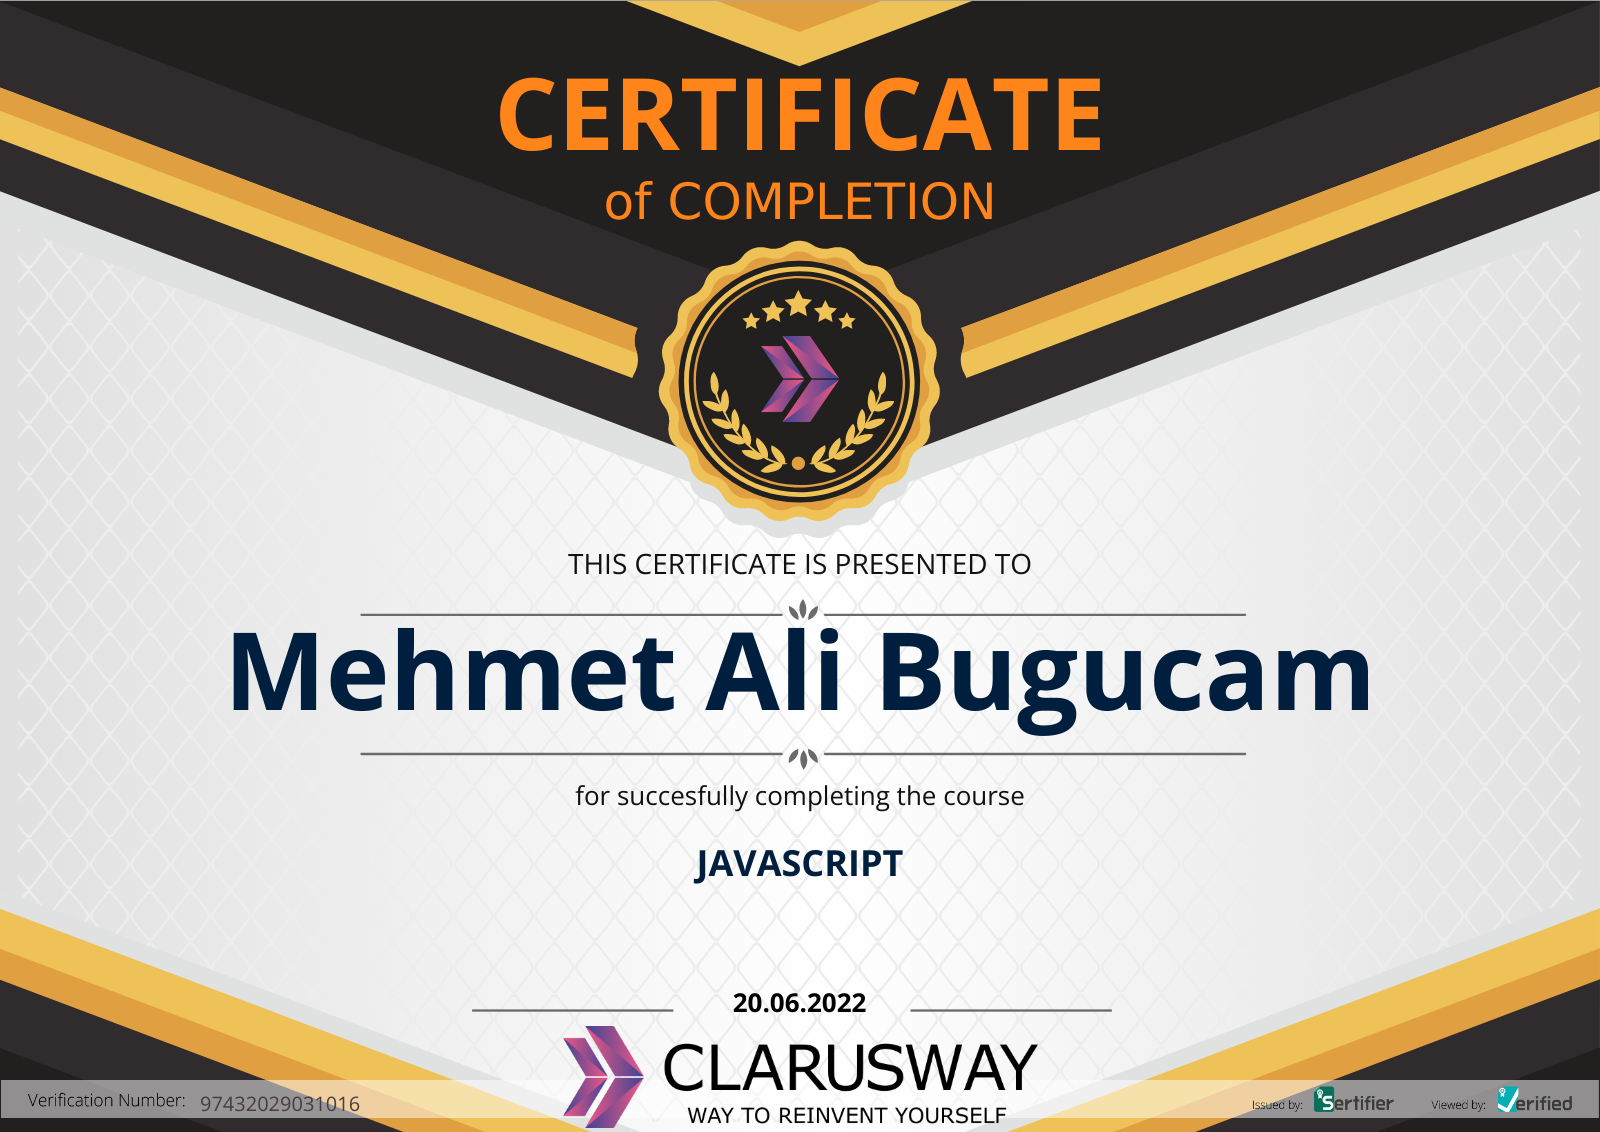 CERTIFICATE
of COMPLETION
THIS CERTIFICATE IS PRESENTED TO
Mehmet Ali Bugucam
for succesfully completing the course
JAVASCRIPT
20.06.2022
CLARUSWAY
WAY TO REINVENT YOURSELF
Verification Number: 97432029031016
Issued by: Sertifier Viewed by: Verified